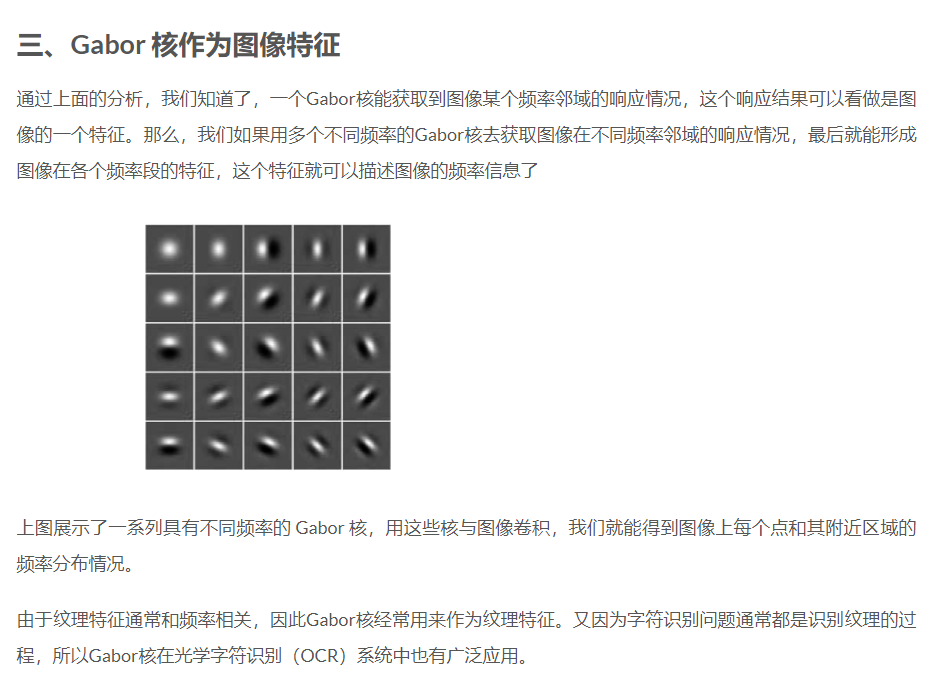 三、Gabor 核作为图像特征
通过上面的分析，我们知道了，一个Gabor核能获取到图像某个频率邻域的响应情况，这个响应结果可以看做是图
像的一个特征。那么，我们如果用多个不同频率的Gabor核去获取图像在不同频率邻域的响应情况，最后就能形成
图像在各个频率段的特征，这个特征就可以描述图像的频率信息了
上图展示了一系列具有不同频率的 Gabor 核，用这些核与图像卷积，我们就能得到图像上每个点和其附近区域的
频率分布情况。
由于纹理特征通常和频率相关，因此Gabor核经常用来作为纹理特征。又因为字符识别问题通常都是识别纹理的过
程，所以Gabor核在光学字符识别（OCR）系统中也有广泛应用。